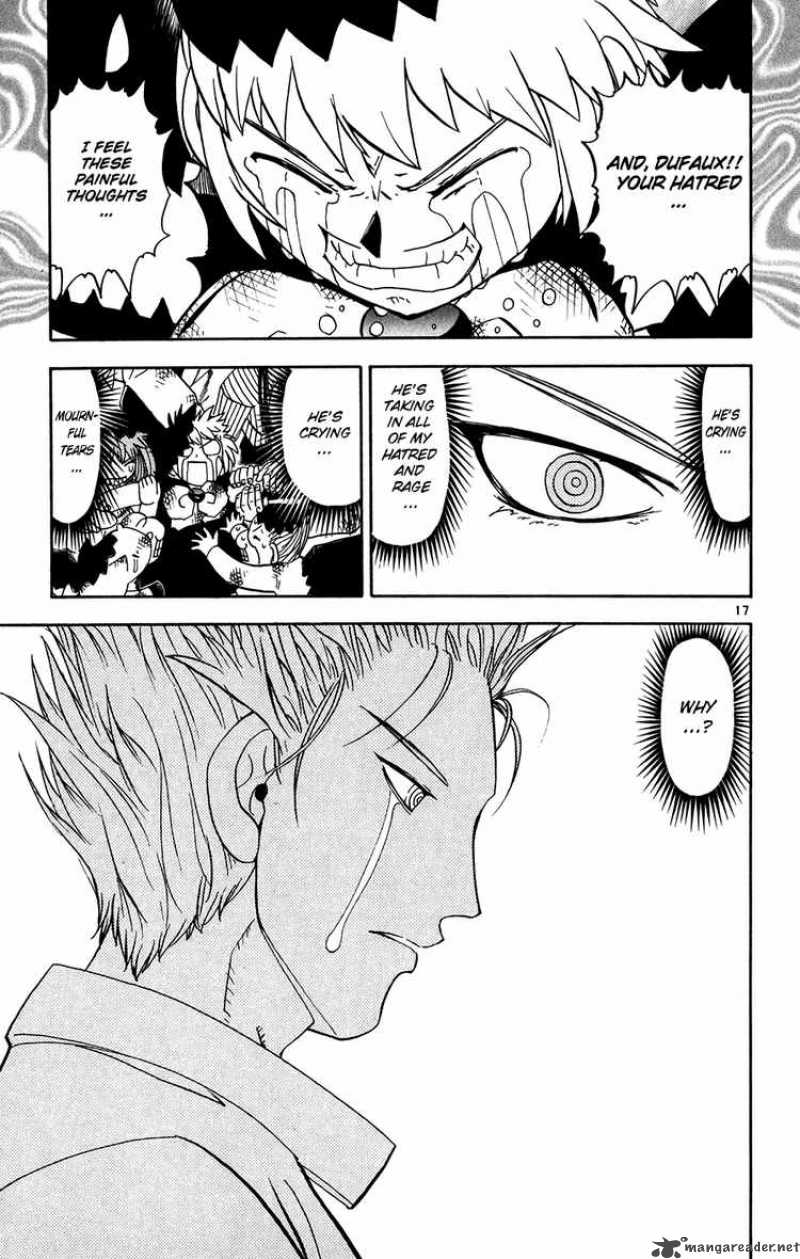 AND, DUFAUX!!
YOUR HATRED
...
I FEEL
THESE
PAINFUL
THOUGHTS
...
HE'S
CRYING
...
HE'S
TAKING
IN ALL
OF MY
HATRED
AND
RAGE
...
HE'S
CRYING
...
MOURN-
FUL
TEARS
...
17
WHY
...?
mangareader.net